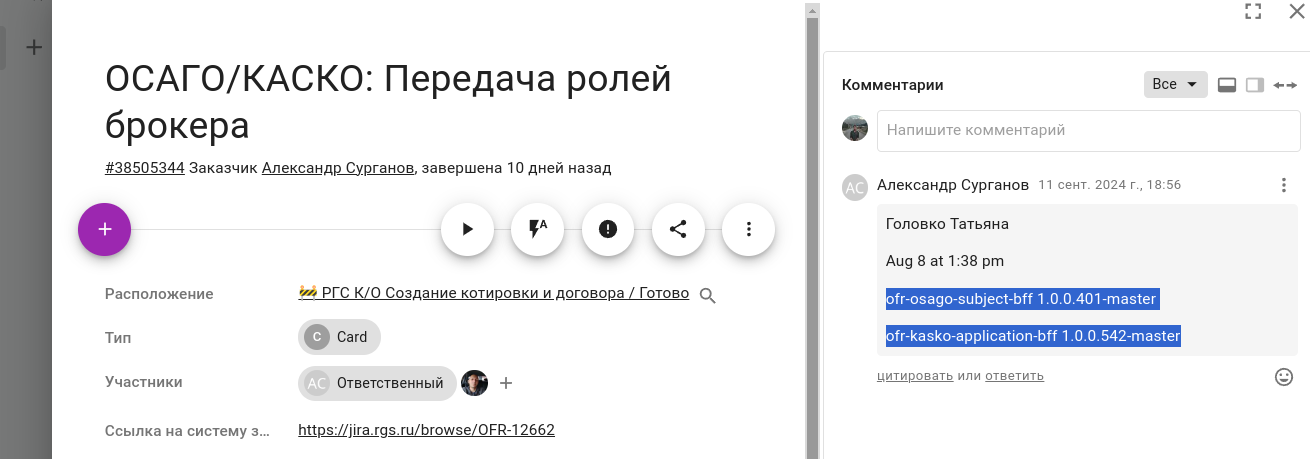 ОСАГО/КАСКО: Передача ролей
брокера
#38505344 Заказчик Александр Сурганов, завершена 10 дней назад
Расположение
🚧 РГС К/О Создание котировки и договора / Готово
Тип
C Card
Участники
АС Ответственный
Ссылка на систему з...
https://jira.rgs.ru/browse/OFR-12662
Комментарии
Все
Напишите комментарий
АС Александр Сурганов 11 сент. 2024 г., 18:56
Головко Татьяна
Aug 8 at 1:38 pm
ofr-osago-subject-bff 1.0.0.401-master
ofr-kasko-application-bff 1.0.0.542-master
цитировать или ответить